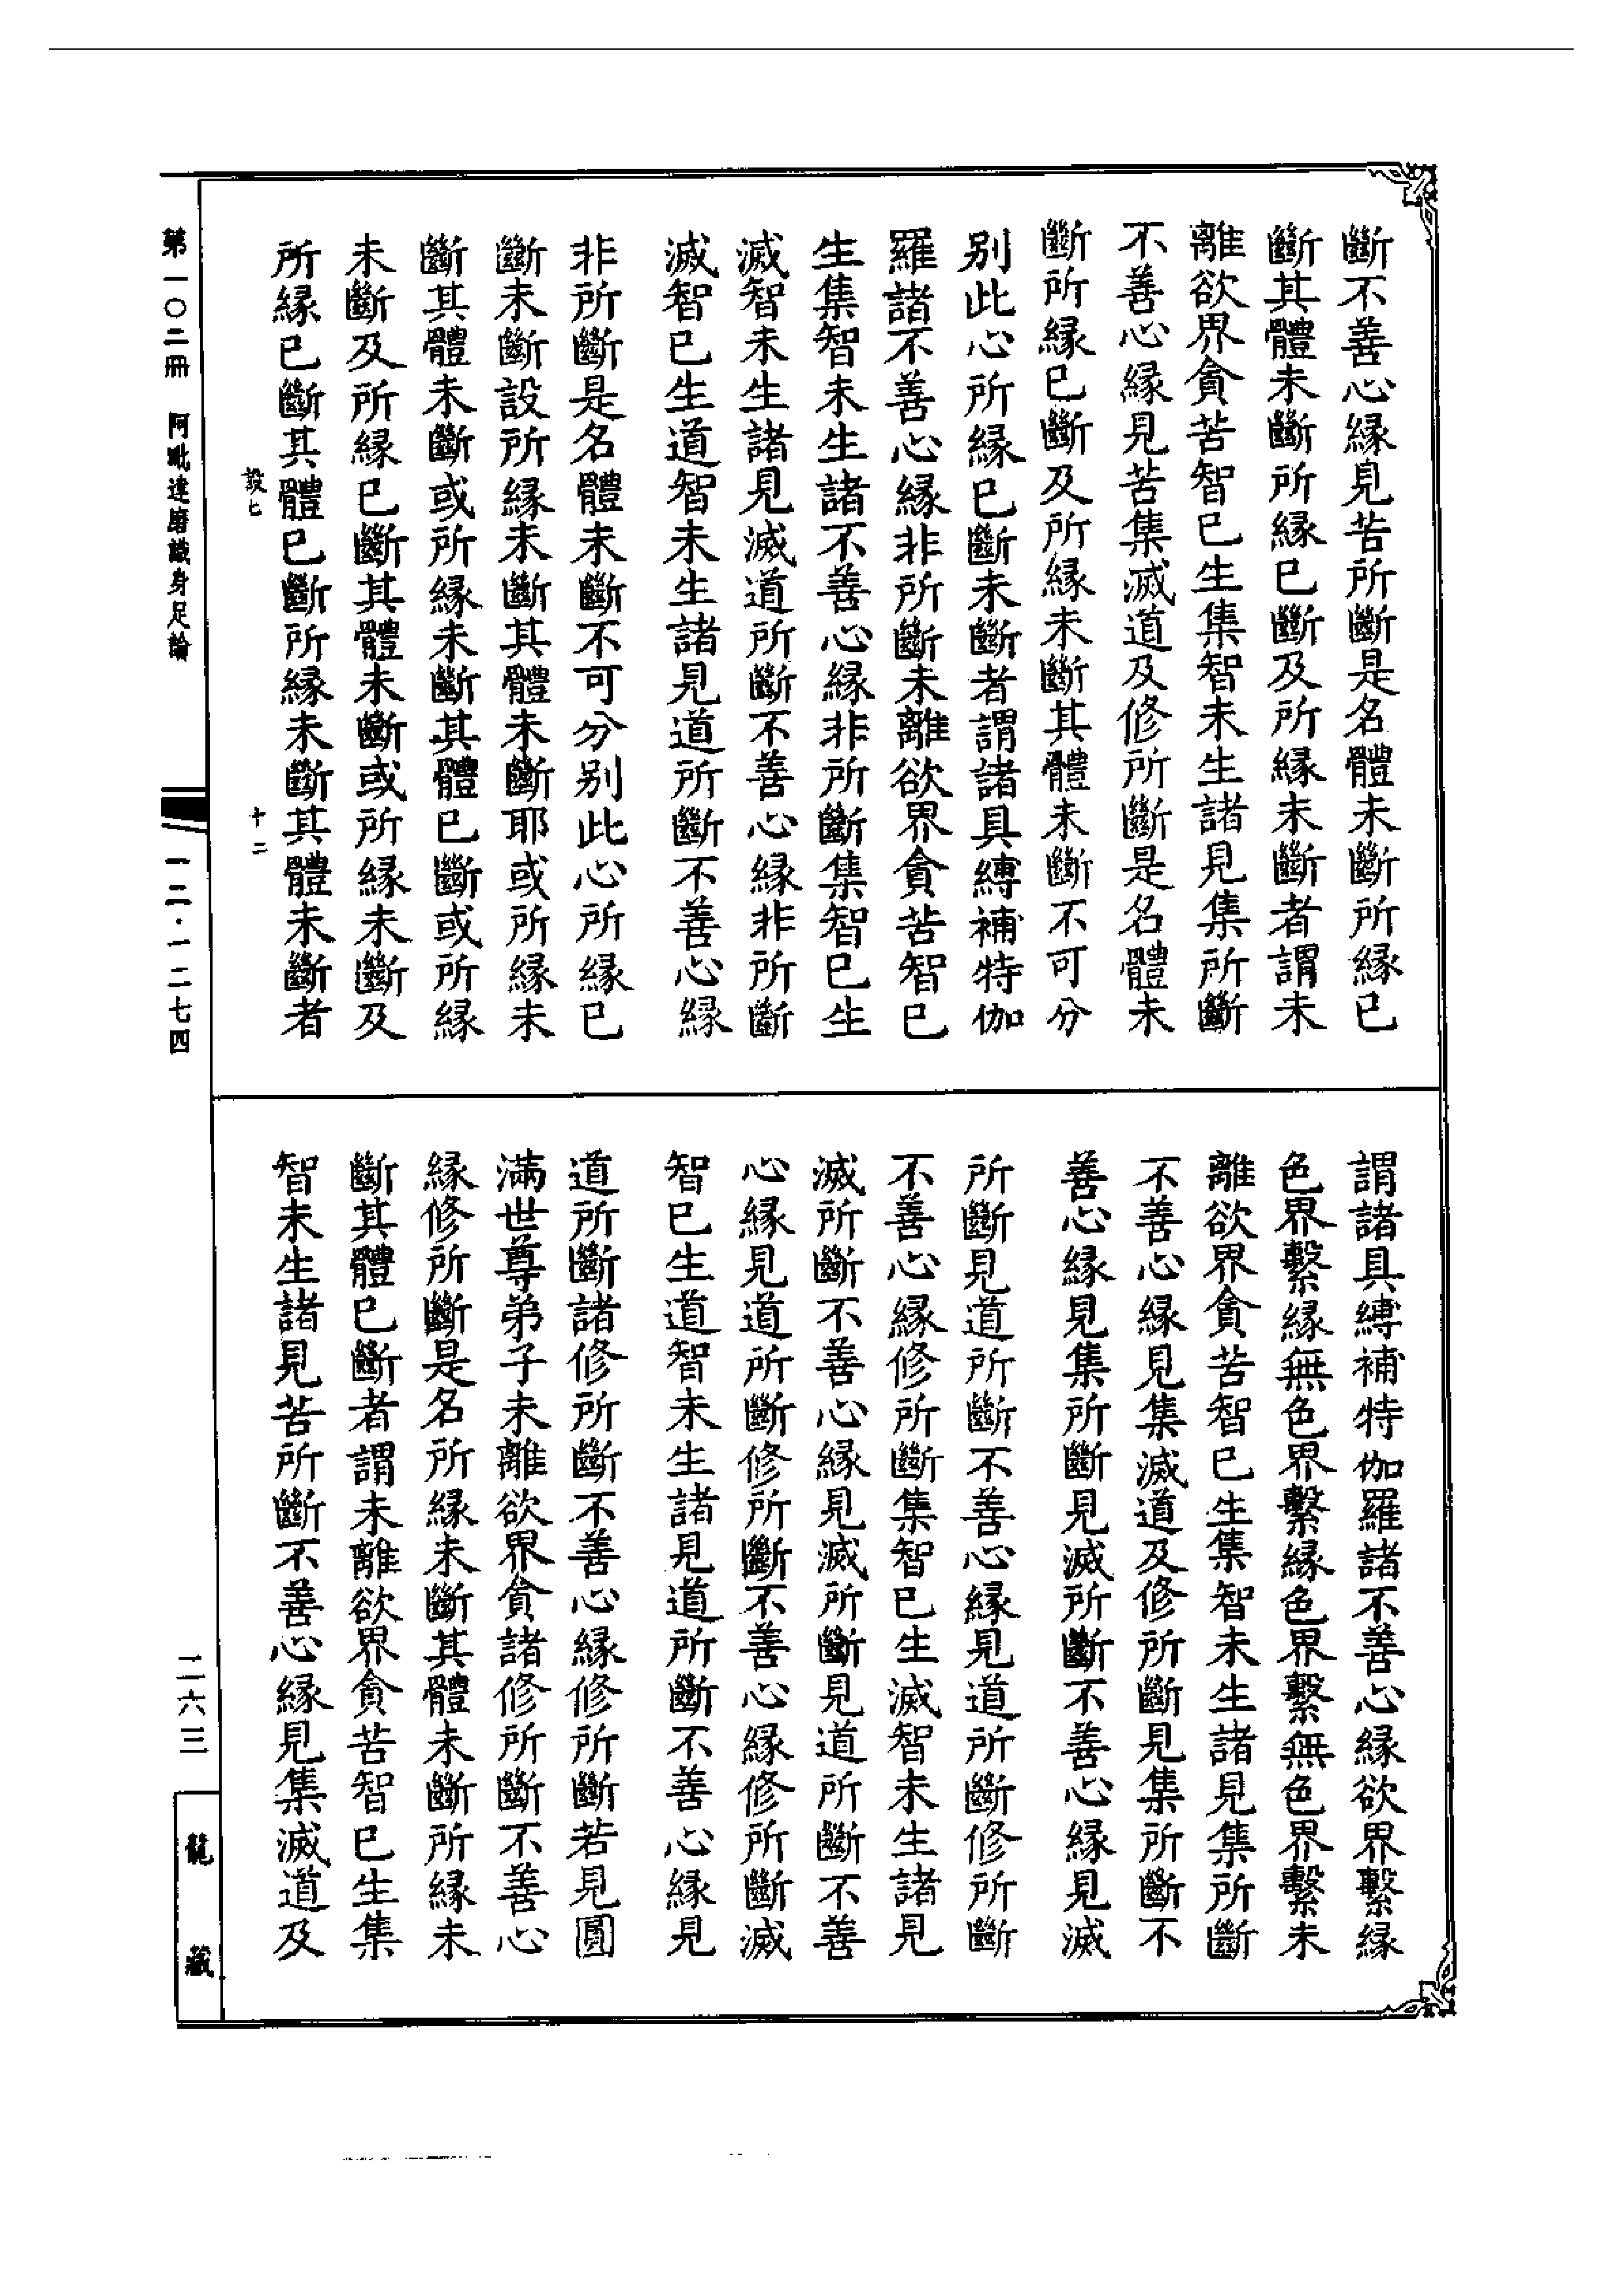 斷不善心緣見苦所斷是名體未斷所緣已
斷其體未斷所緣已斷及所緣未斷者謂未
離欲界貪苦智已生集智未生諸見集所斷
不善心緣見苦集滅道及修所斷是名體未
斷所緣已斷及所緣未斷其體未斷不可分
別此心所緣已斷未斷者謂諸具縛補特伽
羅諸不善心緣非所斷未離欲界貪苦智已
生集智未生諸不善心緣非所斷集智已生
滅智未生諸見滅道所斷不善心緣非所斷
滅智已生道智未生諸見道所斷不善心緣
非所斷是名體未斷不可分別此心所緣已
斷未斷設所緣未斷其體未斷耶或所緣未
斷其體未斷或所緣未斷其體已斷或所緣
未斷及所緣已斷其體未斷或所緣未斷及
所緣已斷其體已斷所緣未斷其體未斷者
設七
十二
謂諸具縛補特伽羅諸不善心緣欲界繫緣
色界繫緣無色界繫緣色界繫無色界繫未
離欲界貪苦智已生集智未生諸見集所斷
不善心緣見集滅道及修所斷見集所斷不
善心緣見集所斷見滅所斷不善心緣見滅
所斷見道所斷不善心緣見道所斷修所斷
不善心緣修所斷集智已生滅智未生諸見
滅所斷不善心緣見滅所斷見道所斷不善
心緣見道所斷修所斷不善心緣修所斷滅
智已生道智未生諸見道所斷不善心緣見
道所斷諸修所斷不善心緣修所斷若見圓
滿世尊弟子未離欲界貪諸修所斷不善心
緣修所斷是名所緣未斷其體未斷所緣未
斷其體已斷者謂未離欲界貪苦智已生集
智未生諸見苦所斷不善心緣見集滅道及
第一〇二冊 阿毗達磨識身足論
一二·一二七四
二六三
龍藏